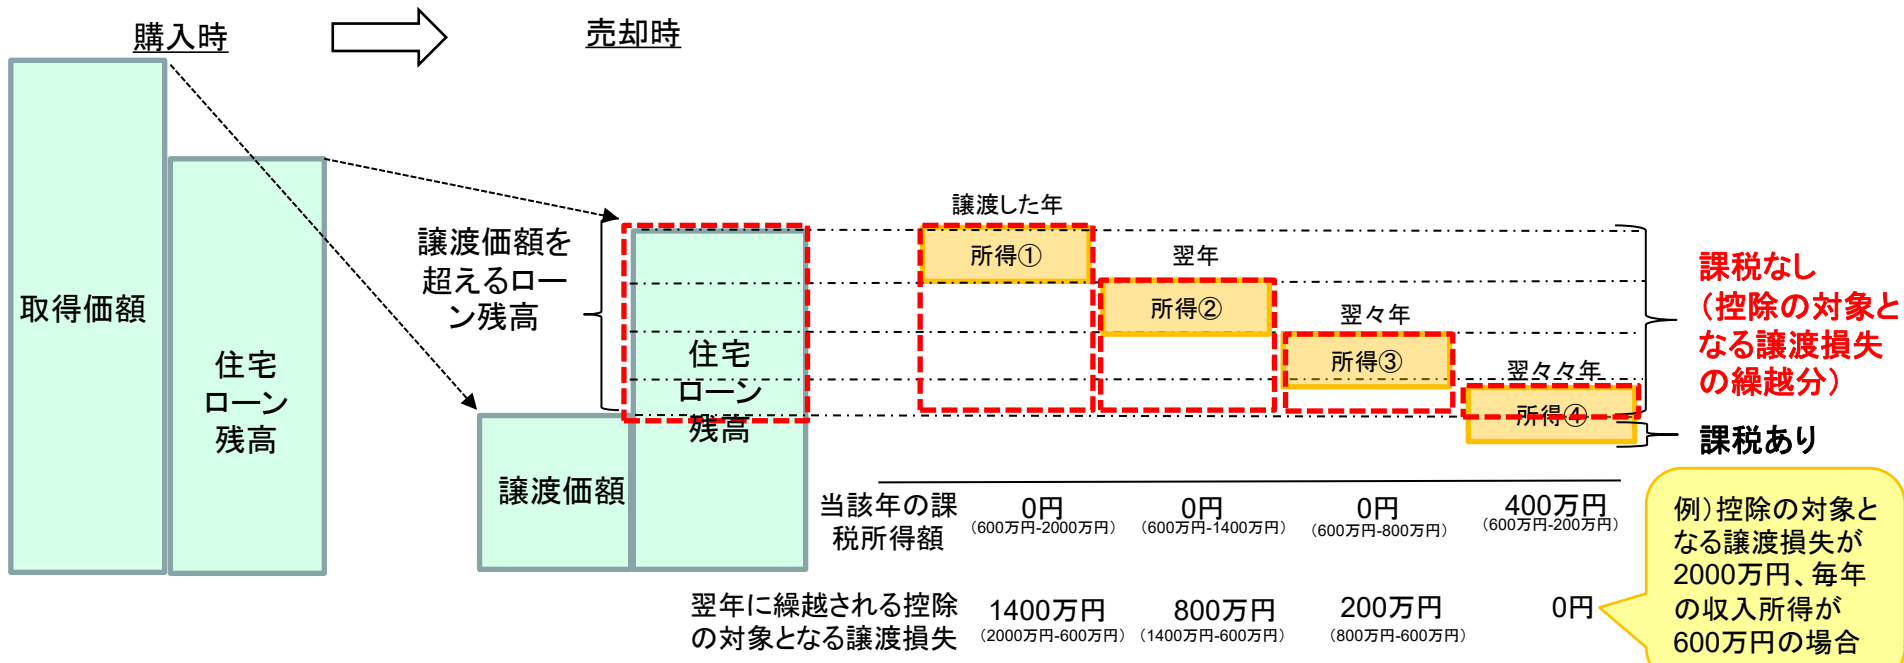 購入時
売却時
取得価額
住宅
ローン
残高
譲渡価額を
超えるロー
ン残高
譲渡価額
住宅
ローン
残高
譲渡した年
所得①
翌年
所得②
翌々年
所得③
翌々々年
所得④
課税なし
（控除の対象と
なる譲渡損失
の繰越分）
課税あり
当該年の課
税所得額
0円
（600万円-2000万円）
0円
（600万円-1400万円）
0円
（600万円-800万円）
400万円
（600万円-200万円）
翌年に繰越される控除
の対象となる譲渡損失
1400万円
（2000万円-600万円）
800万円
（1400万円-600万円）
200万円
（800万円-600万円）
0円
例）控除の対象と
なる譲渡損失が
2000万円、毎年
の収入所得が
600万円の場合